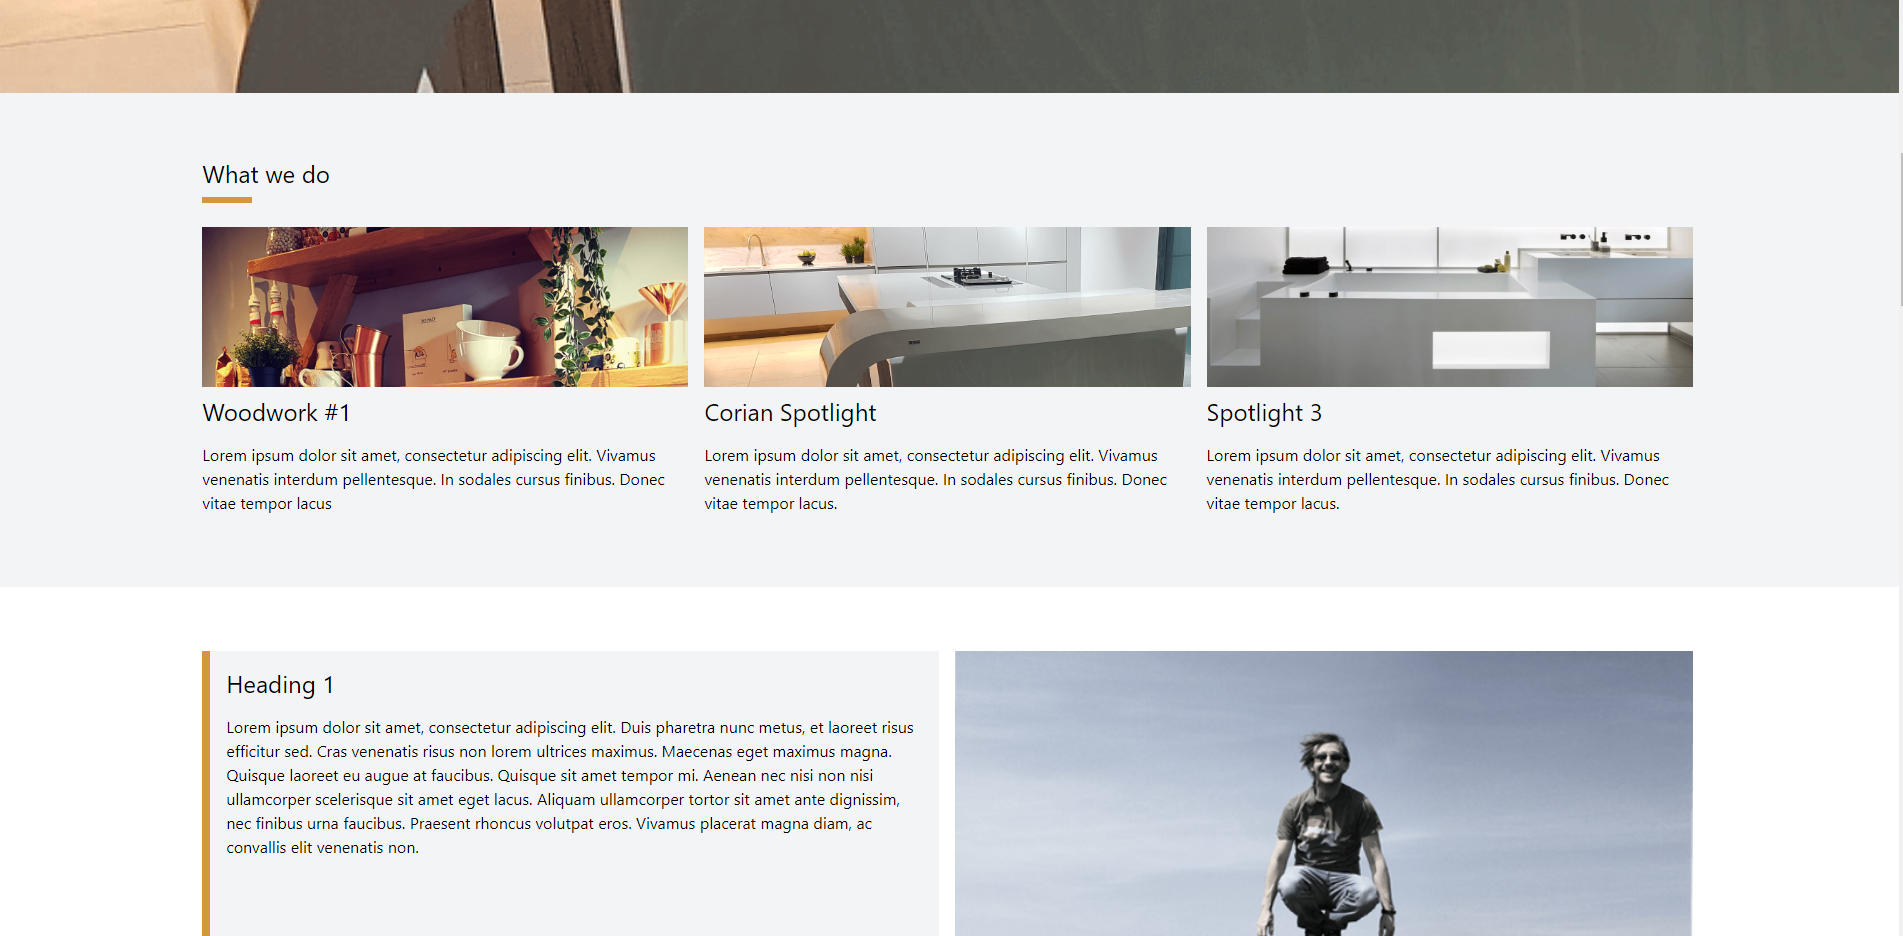 What we do
Woodwork #1
Lorem ipsum dolor sit amet, consectetur adipiscing elit. Vivamus
venenatis interdum pellentesque. In sodales cursus finibus. Donec
vitae tempor lacus
Corian Spotlight
Lorem ipsum dolor sit amet, consectetur adipiscing elit. Vivamus
venenatis interdum pellentesque. In sodales cursus finibus. Donec
vitae tempor lacus.
Spotlight 3
Lorem ipsum dolor sit amet, consectetur adipiscing elit. Vivamus
venenatis interdum pellentesque. In sodales cursus finibus. Donec
vitae tempor lacus.
Heading 1
Lorem ipsum dolor sit amet, consectetur adipiscing elit. Duis pharetra nunc metus, et laoreet risus
efficitur sed. Cras venenatis risus non lorem ultrices maximus. Maecenas eget maximus magna.
Quisque laoreet eu augue at faucibus. Quisque sit amet tempor mi. Aenean nec nisi non nisi
ullamcorper scelerisque sit amet eget lacus. Aliquam ullamcorper tortor sit amet ante dignissim,
nec finibus urna faucibus. Praesent rhoncus volutpat eros. Vivamus placerat magna diam, ac
convallis elit venenatis non.